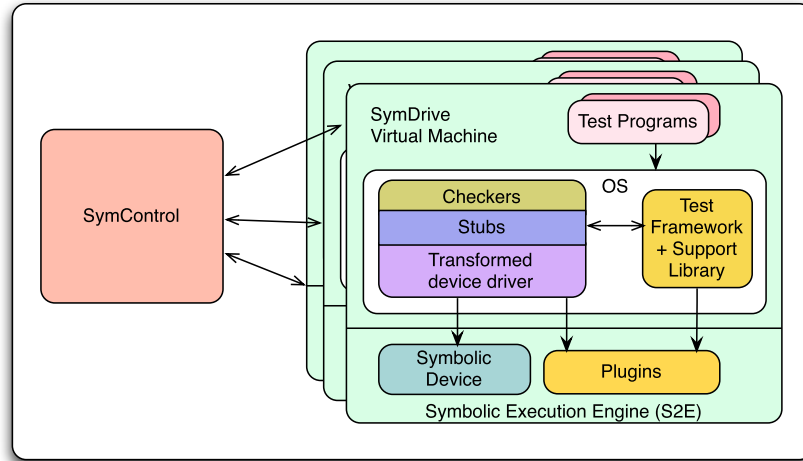 SymControl
SymDrive
Virtual Machine
Test Programs
OS
Checkers
Stubs
Transformed
device driver
Test
Framework
+ Support
Library
Symbolic
Device
Plugins
Symbolic Execution Engine (S2E)